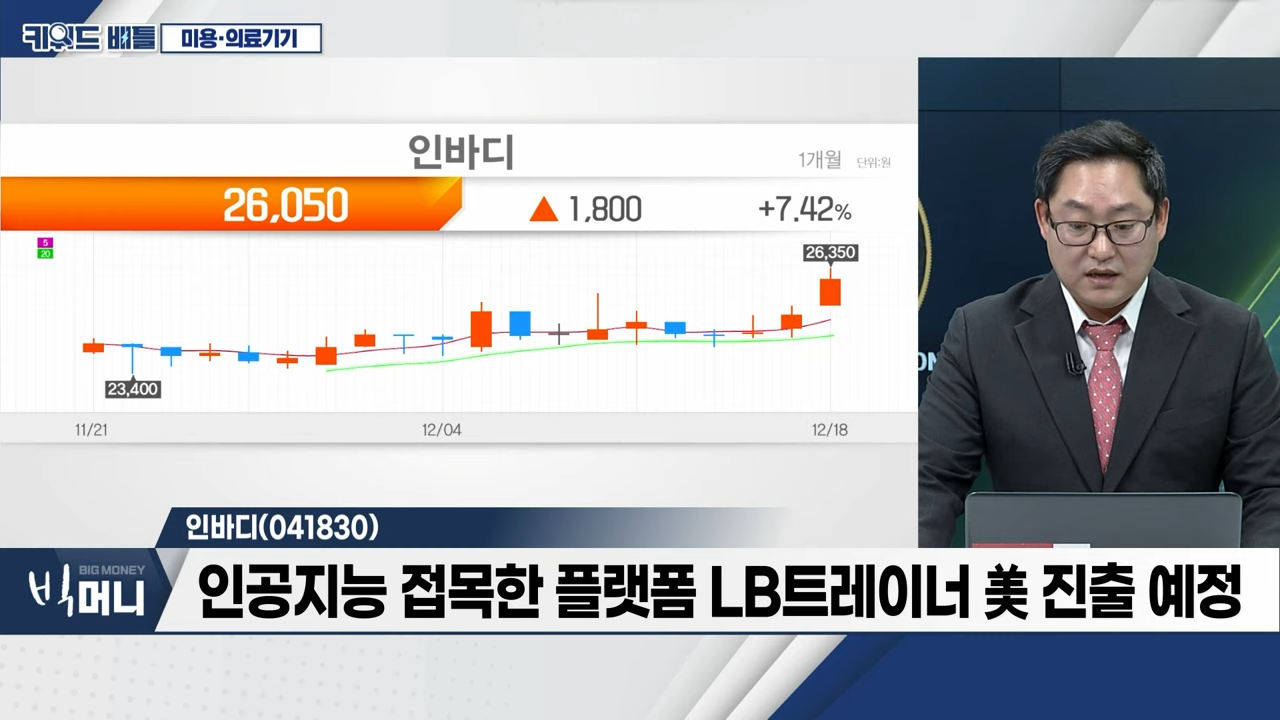 키워드 배틀
미용·의료기기
인바디
1개월 단위:원
26,050 ▲ 1,800 +7.42%
5
20
26,350
23,400
11/21 12/04 12/18
인바디(041830)
BIG MONEY
빅머니
인공지능 접목한 플랫폼 LB트레이너 美 진출 예정